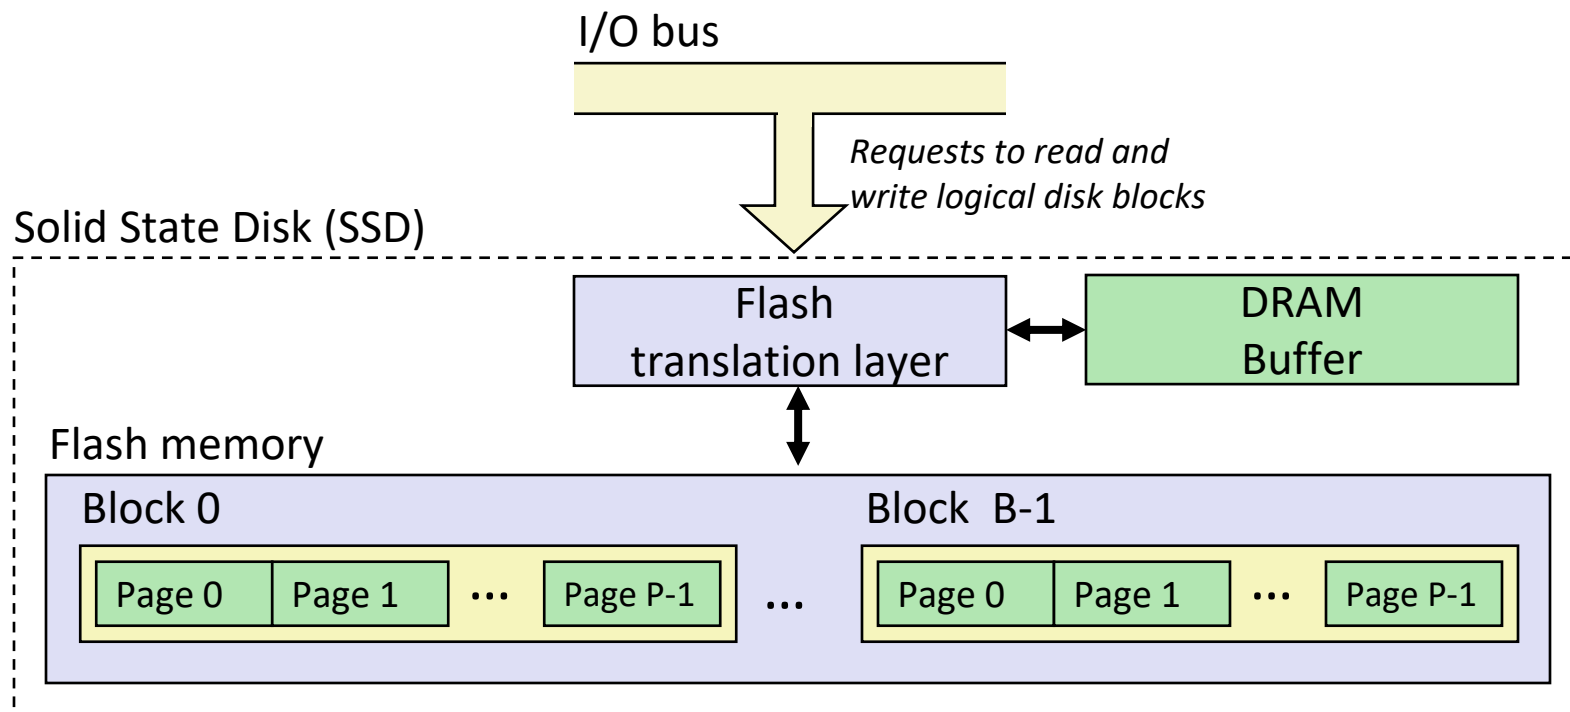 I/O bus
Requests to read and
write logical disk blocks
Solid State Disk (SSD)
Flash
translation layer
DRAM
Buffer
Flash memory
Block 0
Block B-1
Page 0 Page 1 ... Page P-1 ... Page 0 Page 1 ... Page P-1